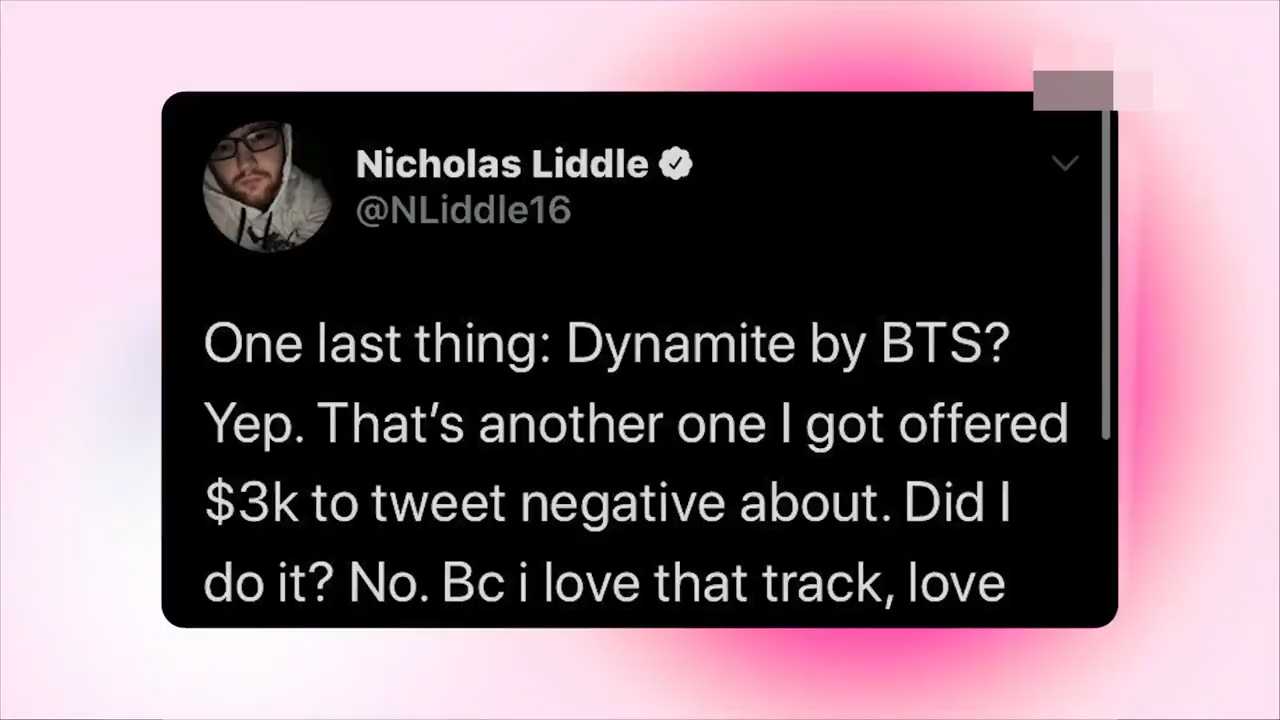 Nicholas Liddle
@NLiddle16
One last thing: Dynamite by BTS?
Yep. That’s another one I got offered
$3k to tweet negative about. Did I
do it? No. Bc i love that track, love